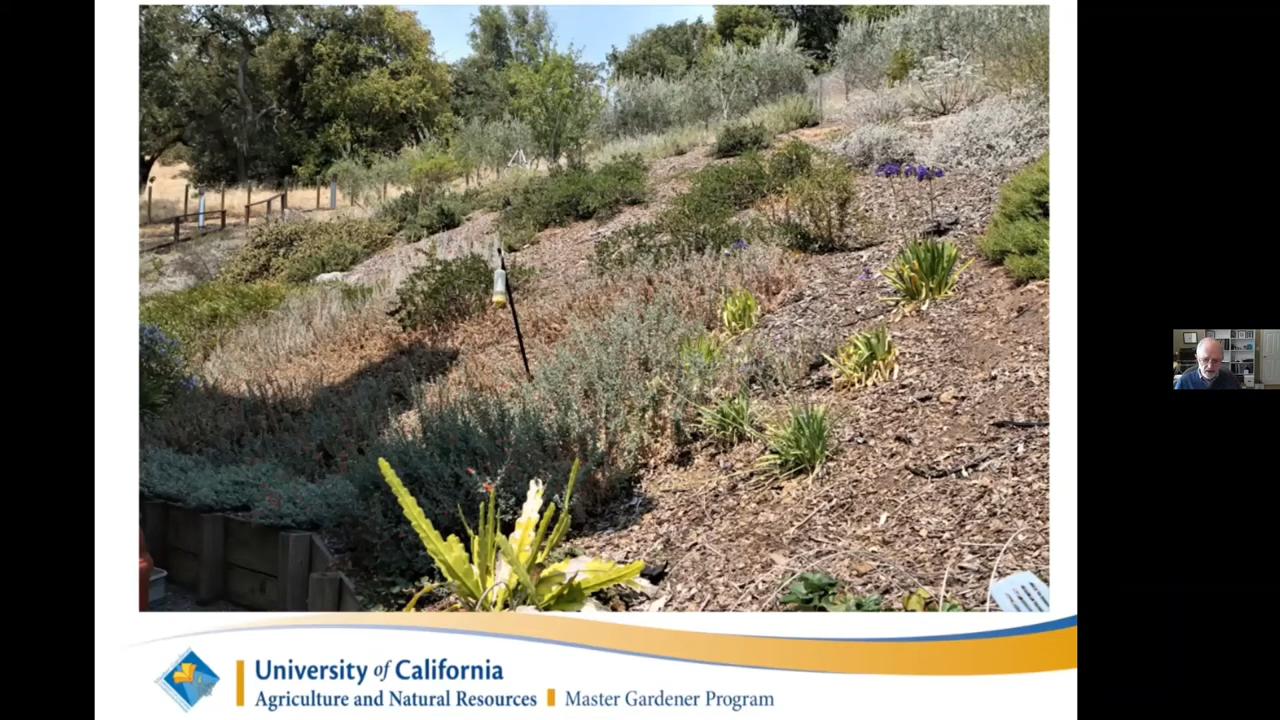 University of California
Agriculture and Natural Resources Master Gardener Program